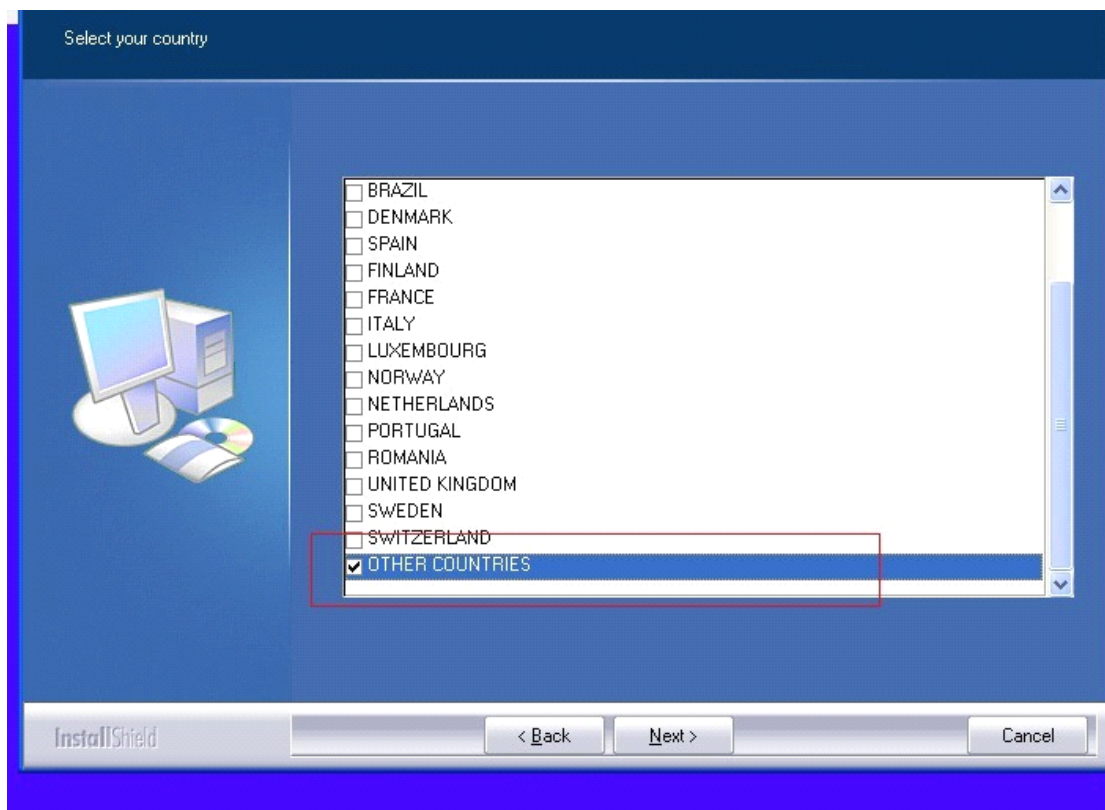 Select your country
BRAZIL
DENMARK
SPAIN
FINLAND
FRANCE
ITALY
LUXEMBOURG
NORWAY
NETHERLANDS
PORTUGAL
ROMANIA
UNITED KINGDOM
SWEDEN
SWITZERLAND
OTHER COUNTRIES
InstallShield
< Back
Next >
Cancel